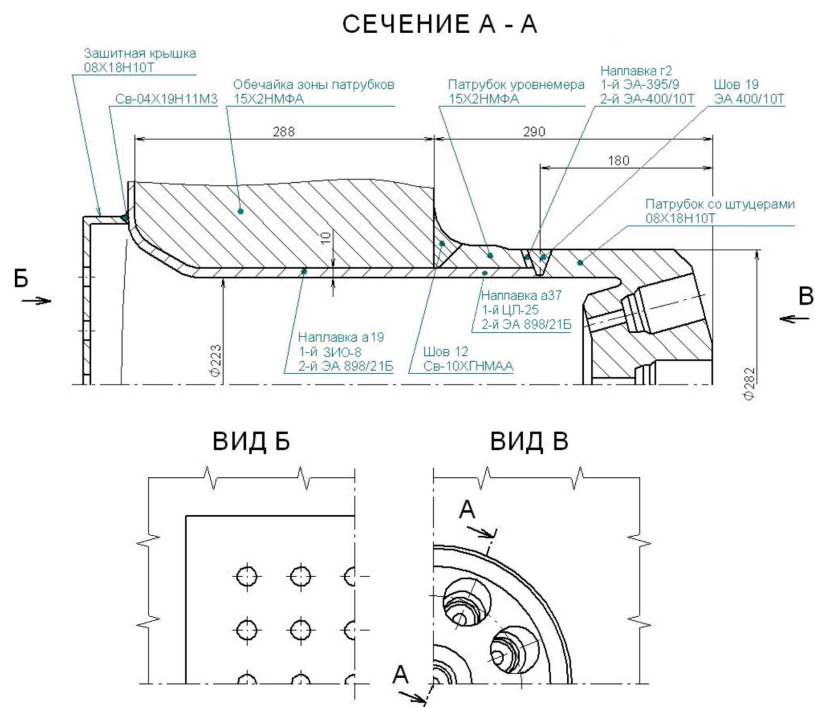 СЕЧЕНИЕ А - А
Зашитная крышка
08Х18Н10Т
Св-04Х19Н11М3
Обечайка зоны патрубков
15Х2НМФА
Патрубок уровнемера
15Х2НМФА
Наплавка г2
1-й ЭА-395/9
2-й ЭА-400/10Т
Шов 19
ЭА 400/10Т
288
290
180
Патрубок со штуцерами
08Х18Н10Т
10
Б
В
Наплавка а37
1-й ЦЛ-25
2-й ЭА 898/21Б
Наплавка а19
1-й ЗИО-8
2-й ЭА 898/21Б
Шов 12
Св-10ХГНМАА
Ф223
Ф282
ВИД Б
ВИД В
А
А